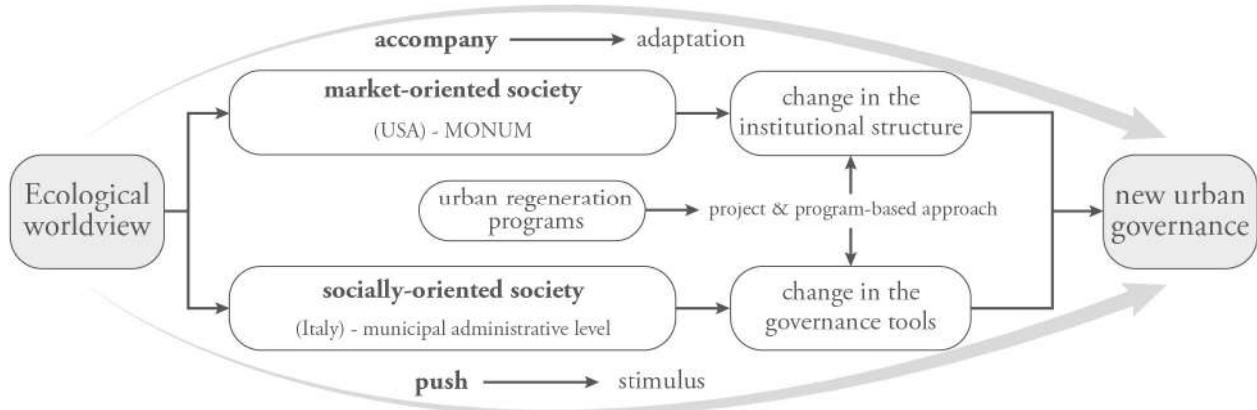 accompany adaptation
market-oriented society
(USA) - MONUM
change in the
institutional structure
Ecological
worldview
urban regeneration
programs
project & program-based approach
new urban
governance
socially-oriented society
(Italy) - municipal administrative level
change in the
governance tools
push stimulus